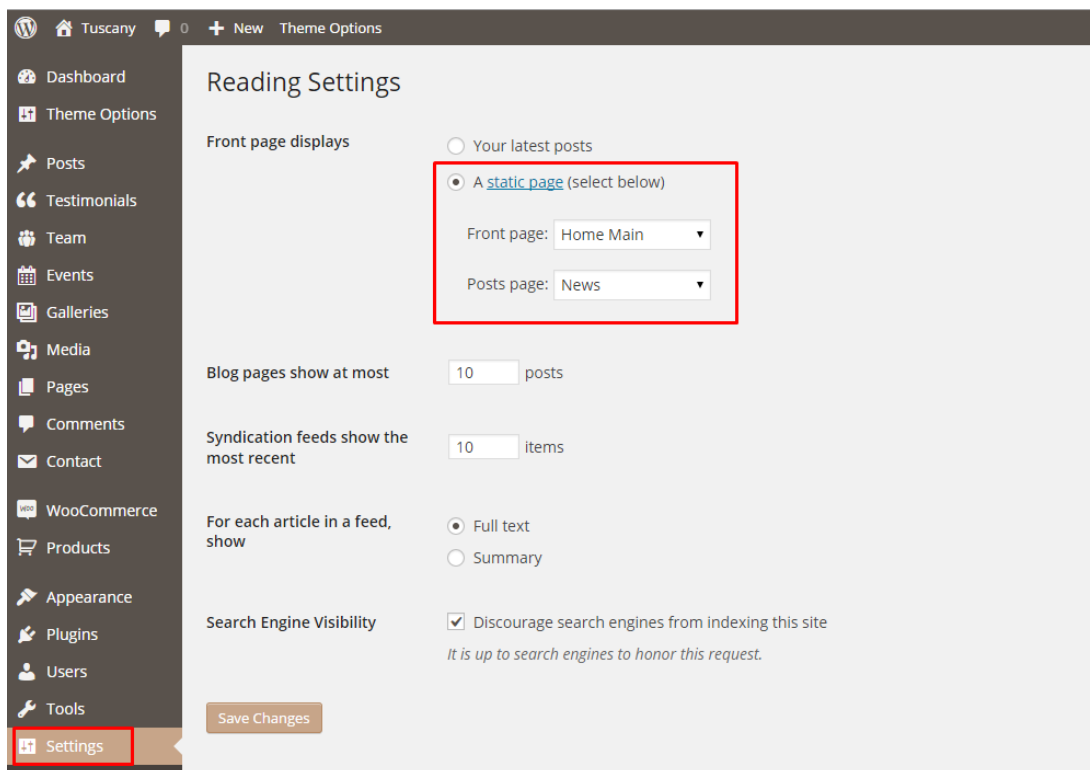 Tuscany 0 New Theme Options
Dashboard
Theme Options
Posts
Testimonials
Team
Events
Galleries
Media
Pages
Comments
Contact
WOO WooCommerce
Products
Appearance
Plugins
Users
Tools
Settings
Reading Settings
Front page displays
Your latest posts
A static page (select below)
Front page: Home Main
Posts page: News
Blog pages show at most 10 posts
Syndication feeds show the
most recent
10 items
For each article in a feed,
show
Full text
Summary
Search Engine Visibility
Discourage search engines from indexing this site
It is up to search engines to honor this request.
Save Changes